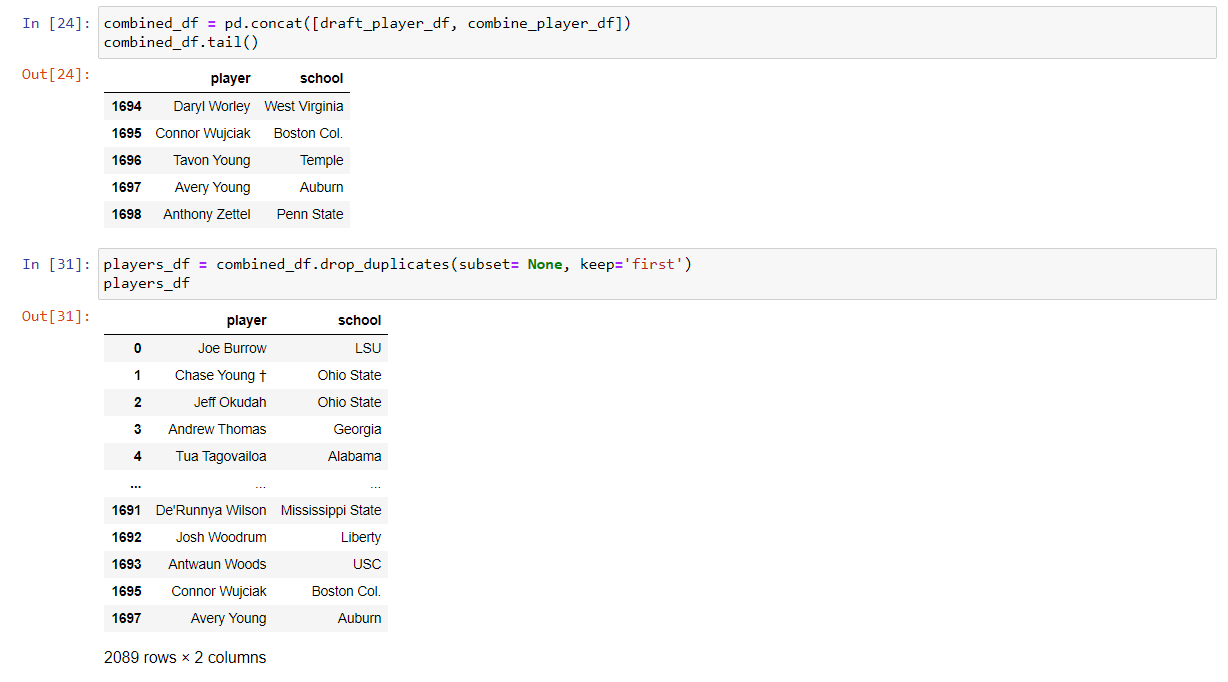 In [24]: combined_df = pd.concat([draft_player_df, combine_player_df])
combined_df.tail()
Out[24]:
player school
1694 Daryl Worley West Virginia
1695 Connor Wujciak Boston Col.
1696 Tavon Young Temple
1697 Avery Young Auburn
1698 Anthony Zettel Penn State
In [31]: players_df = combined_df.drop_duplicates(subset= None, keep='first')
players_df
Out[31]:
player school
0 Joe Burrow LSU
1 Chase Young † Ohio State
2 Jeff Okudah Ohio State
3 Andrew Thomas Georgia
4 Tua Tagovailoa Alabama
... ... ...
1691 De'Runnya Wilson Mississippi State
1692 Josh Woodrum Liberty
1693 Antwaun Woods USC
1695 Connor Wujciak Boston Col.
1697 Avery Young Auburn
2089 rows × 2 columns